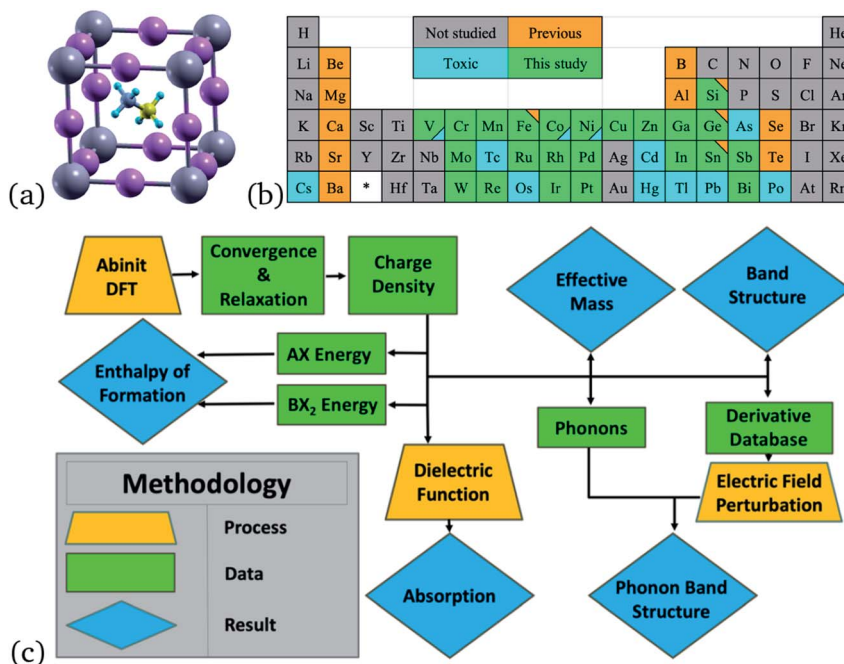 (a)
(b)
H Not studied Previous He
Li Be Toxic This study B C N O F Ne
Na Mg Al Si P S Cl Ar
K Ca Sc Ti V Cr Mn Fe Co Ni Cu Zn Ga Ge As Se Br Kr
Rb Sr Y Zr Nb Mo Tc Ru Rh Pd Ag Cd In Sn Sb Te I Xe
Cs Ba * Hf Ta W Re Os Ir Pt Au Hg Tl Pb Bi Po At Rn
Abinit
DFT
Convergence
&
Relaxation
Charge
Density
Effective
Mass
Band
Structure
Enthalpy of
Formation
AX Energy
BX₂ Energy
Phonons
Derivative
Database
Dielectric
Function
Electric Field
Perturbation
Absorption
Phonon Band
Structure
Methodology
Process
Data
Result
(c)